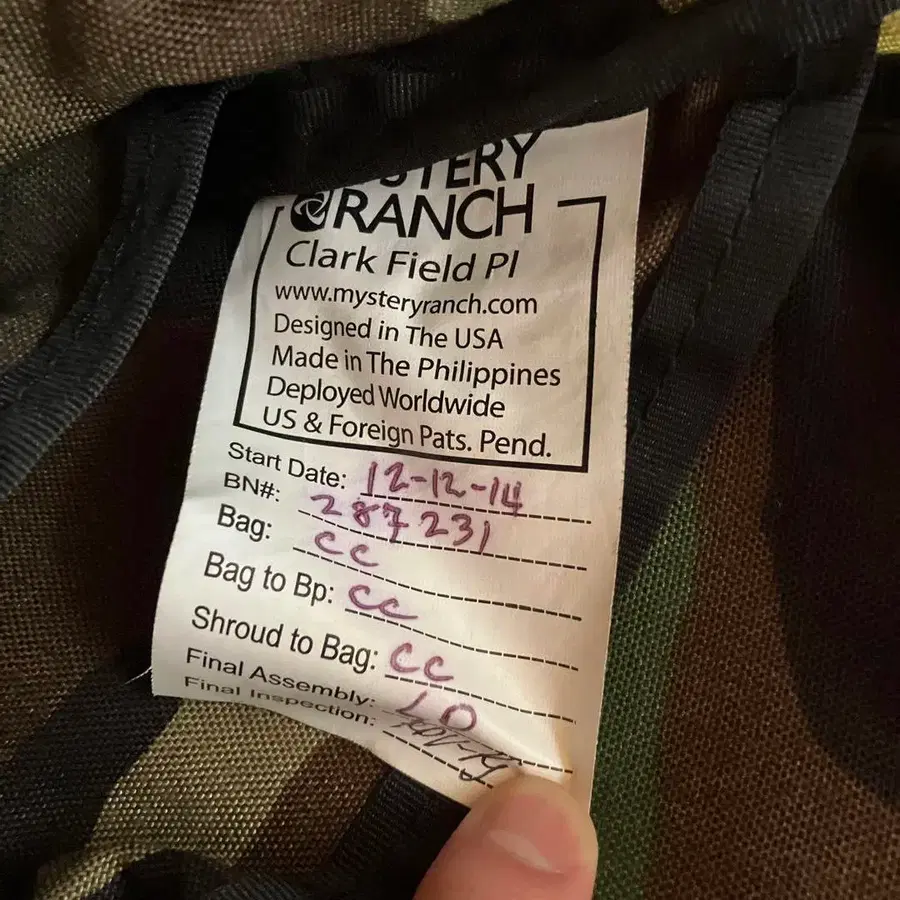 MYSTERY
RANCH
Clark Field Pl
www.mysteryranch.com
Designed in The USA
Made in The Philippines
Deployed Worldwide
US & Foreign Pats. Pend.
Start Date: 12-12-14
BN#: 287231
Bag: CC
Bag to Bp: CC
Shroud to Bag: CC
Final Assembly: LO
Final Inspection: